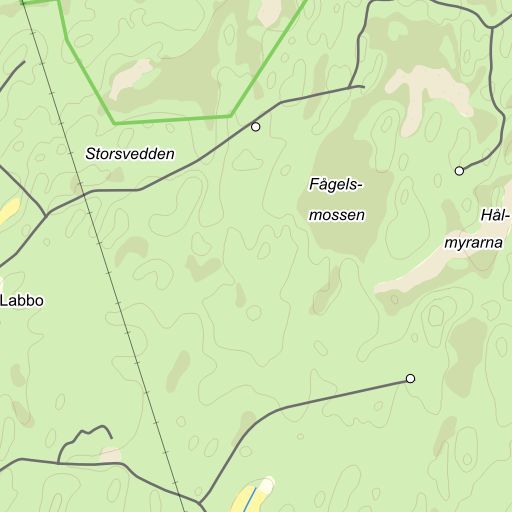 Storsvedden
Fågels-
mossen
Hål-
myrarna
Labbo